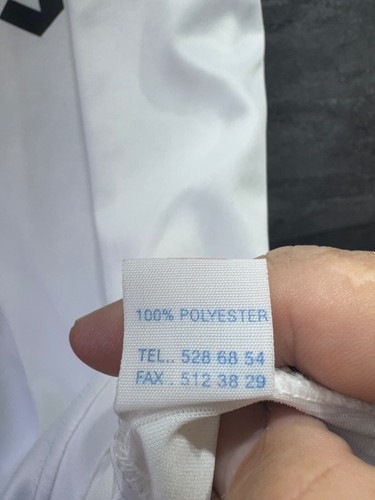 100% POLYESTER
TEL.. 528 68 54
FAX . 512 38 29